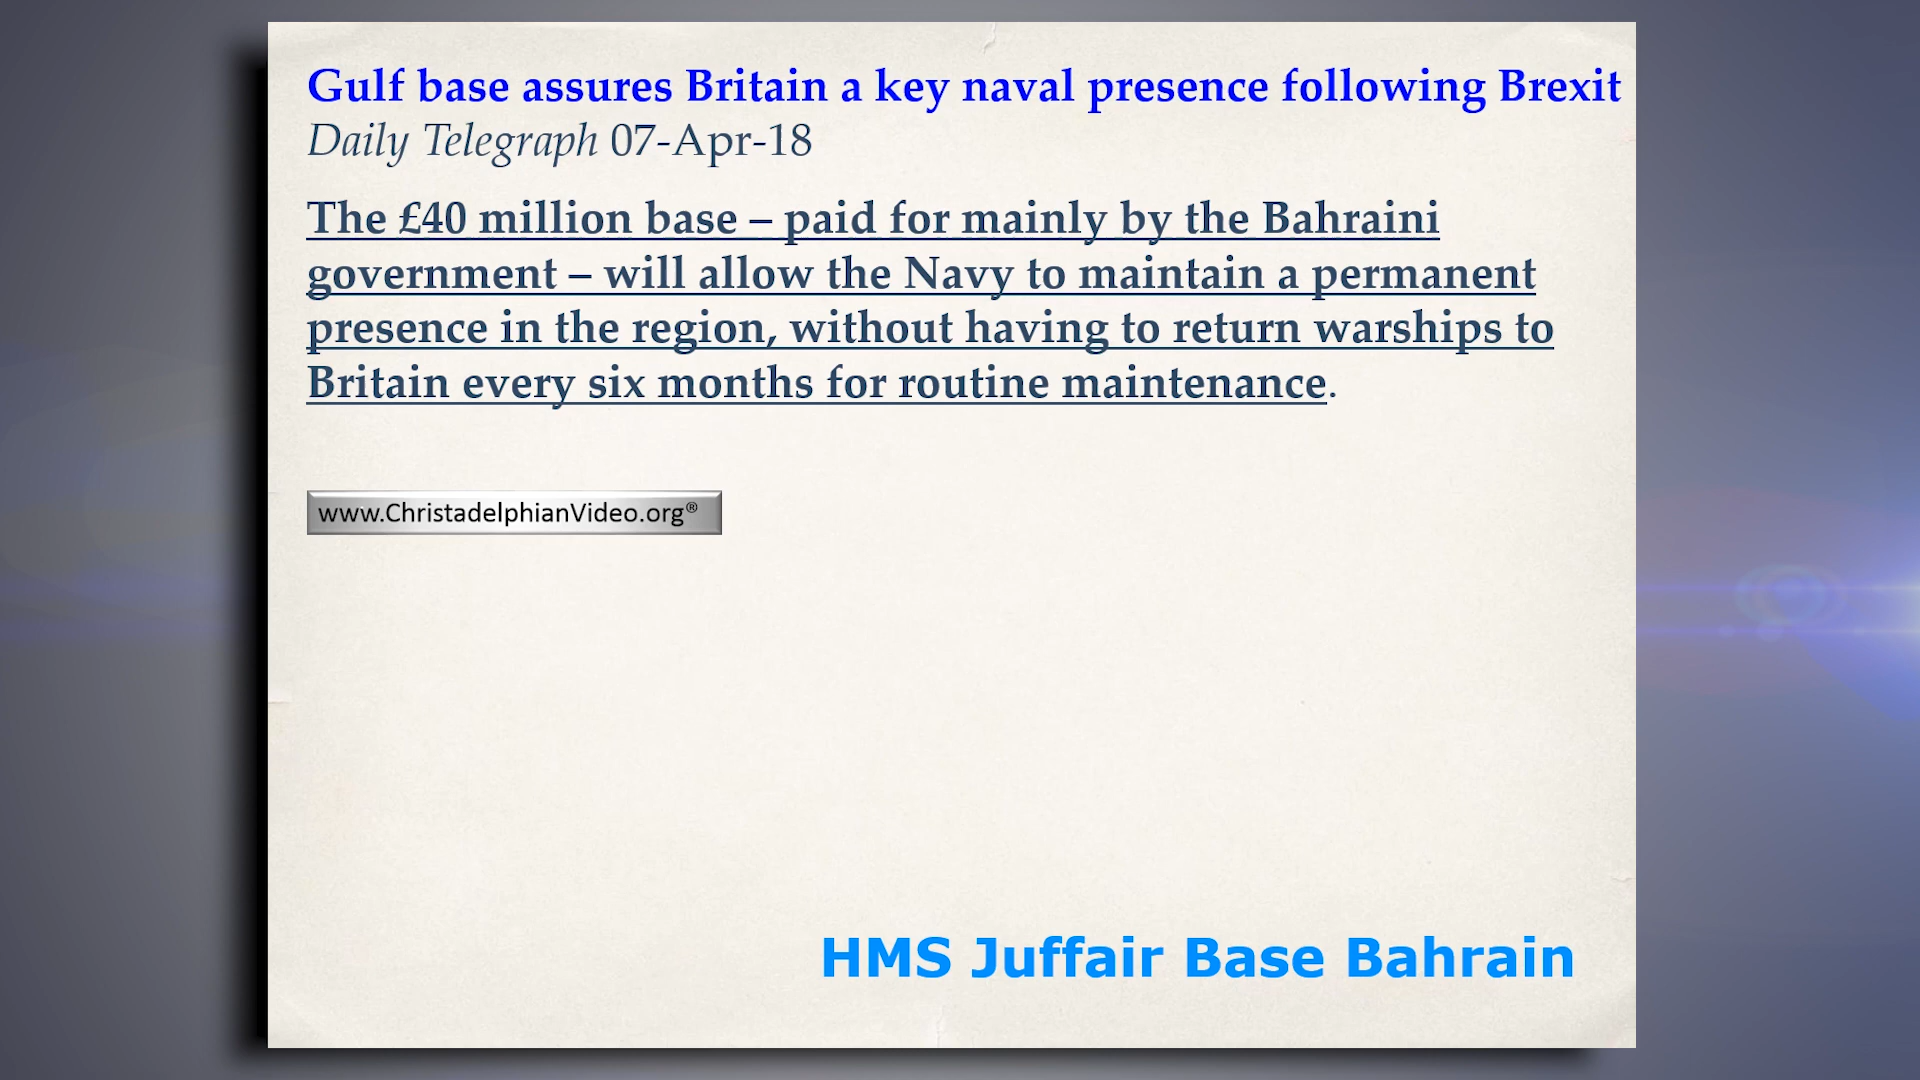 Gulf base assures Britain a key naval presence following Brexit
Daily Telegraph 07-Apr-18
The £40 million base – paid for mainly by the Bahraini
government – will allow the Navy to maintain a permanent
presence in the region, without having to return warships to
Britain every six months for routine maintenance.
www.ChristadelphianVideo.org®
HMS Juffair Base Bahrain